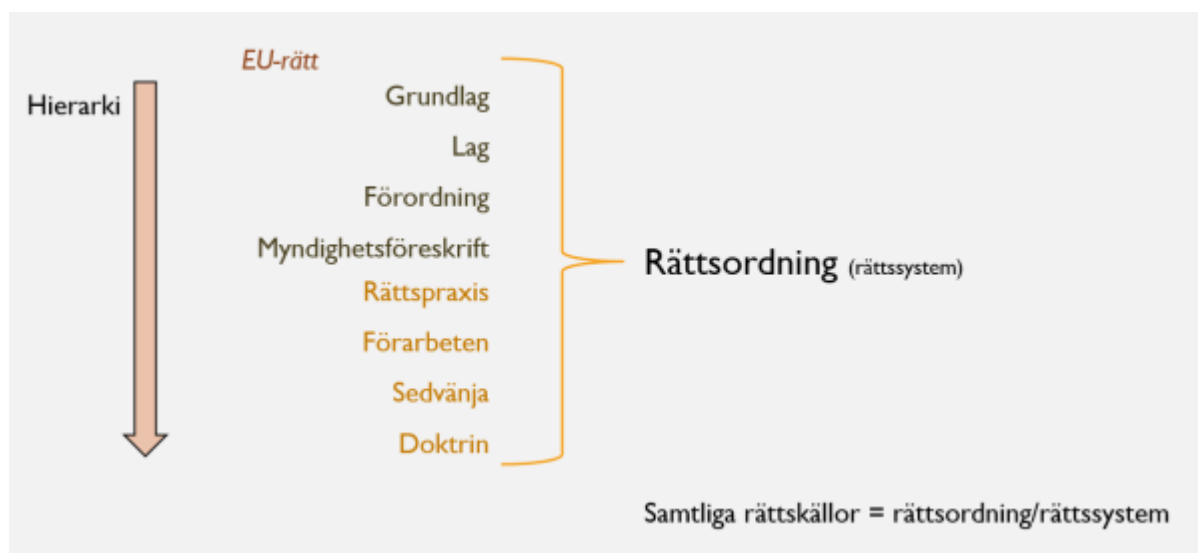 EU-rätt
Hierarki
Grundlag
Lag
Förordning
Myndighetsföreskrift
Rättspraxis
Förarbeten
Sedvänja
Doktrin
Rättsordning (rättssystem)
Samtliga rättskällor = rättsordning/rättssystem